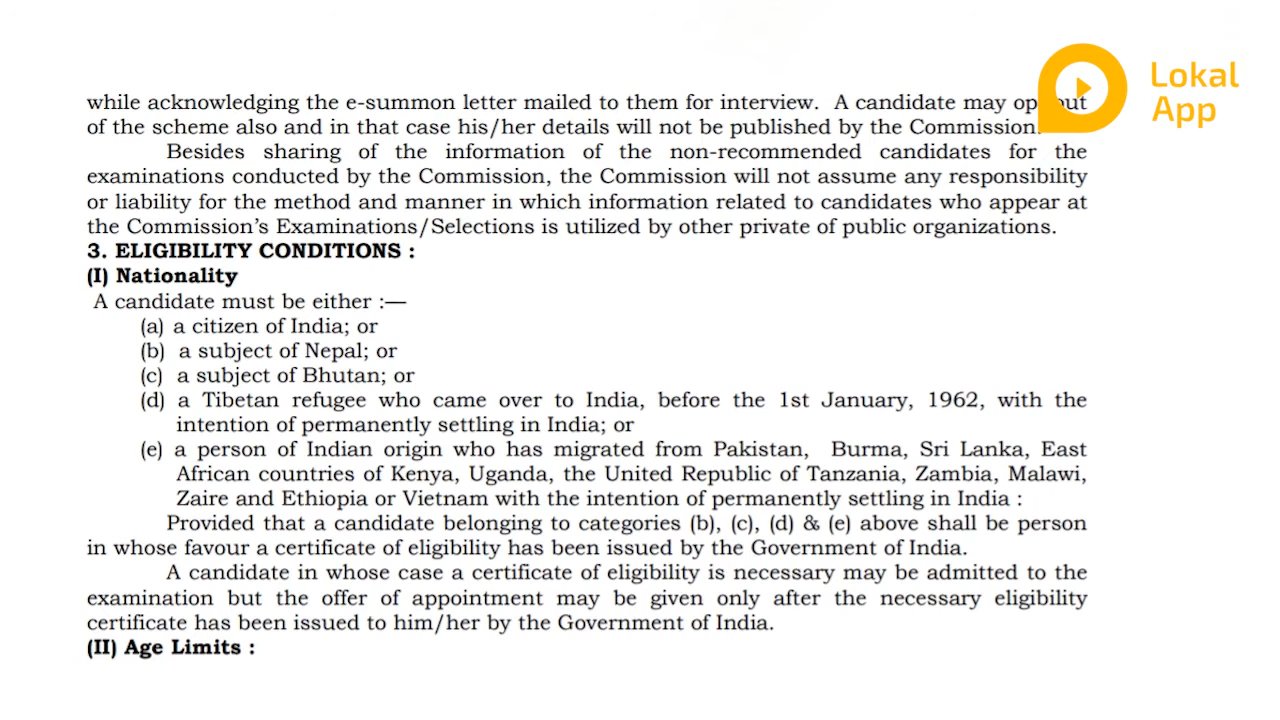 while acknowledging the e-summon letter mailed to them for interview. A candidate may op out
of the scheme also and in that case his/her details will not be published by the Commission.
Besides sharing of the information of the non-recommended candidates for the
examinations conducted by the Commission, the Commission will not assume any responsibility
or liability for the method and manner in which information related to candidates who appear at
the Commission's Examinations/Selections is utilized by other private of public organizations.
3. ELIGIBILITY CONDITIONS :
(I) Nationality
A candidate must be either :—
(a) a citizen of India; or
(b) a subject of Nepal; or
(c) a subject of Bhutan; or
(d) a Tibetan refugee who came over to India, before the 1st January, 1962, with the
intention of permanently settling in India; or
(e) a person of Indian origin who has migrated from Pakistan, Burma, Sri Lanka, East
African countries of Kenya, Uganda, the United Republic of Tanzania, Zambia, Malawi,
Zaire and Ethiopia or Vietnam with the intention of permanently settling in India :
Provided that a candidate belonging to categories (b), (c), (d) & (e) above shall be person
in whose favour a certificate of eligibility has been issued by the Government of India.
A candidate in whose case a certificate of eligibility is necessary may be admitted to the
examination but the offer of appointment may be given only after the necessary eligibility
certificate has been issued to him/her by the Government of India.
(II) Age Limits :
Lokal
App